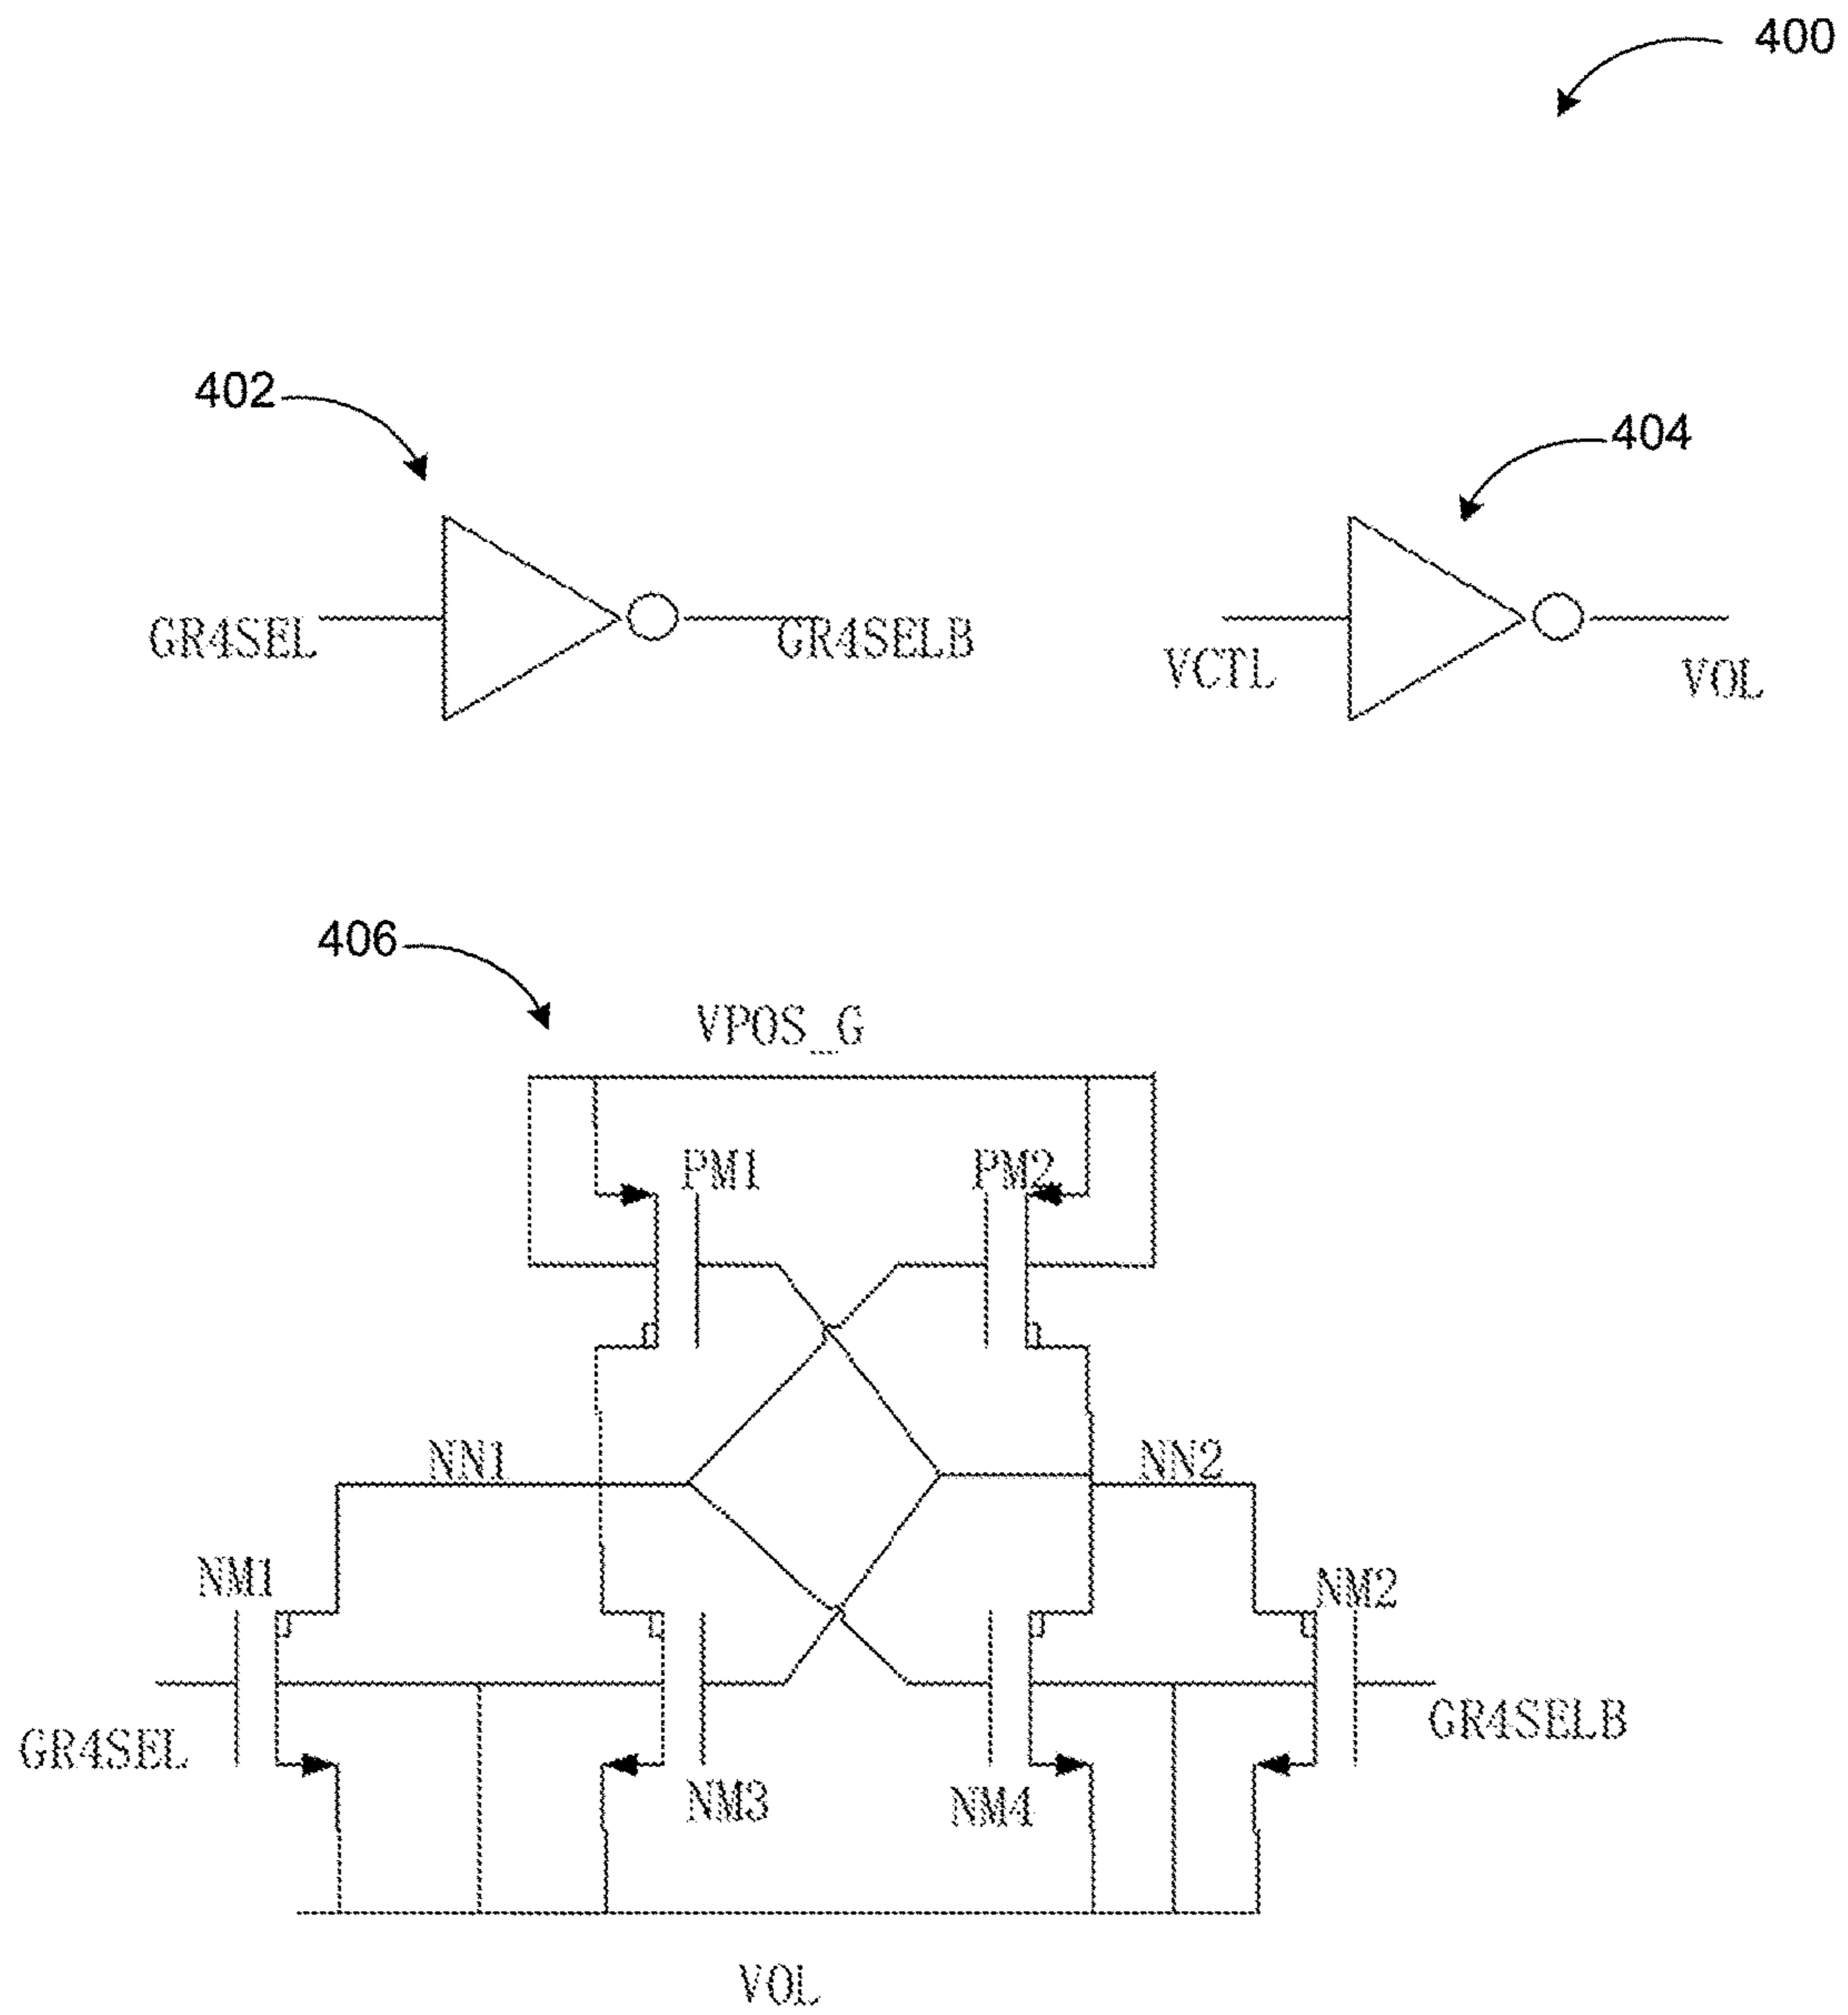 400
402
404
GR4SEL
GR4SELB
VCTL
VOL
406
VPOS_G
PM1
PM2
NN1
NN2
NM1
NM2
GR4SEL
GR4SELB
NM3
NM4
VOL